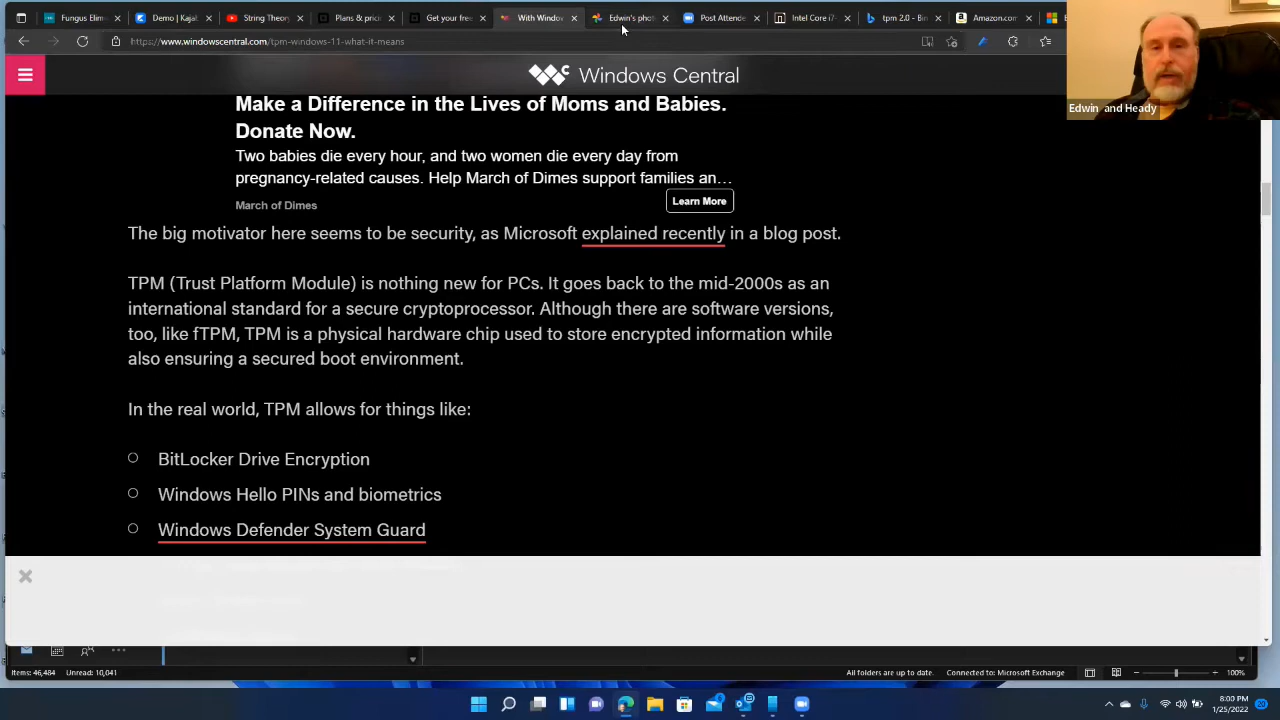 Fungus Elim
Demo | Kajal
String Theory
Plans & prici
Get your free
With Window
Edwin's phot
Post Attende
Intel Core i7-
tpm 2.0 - Bin
Amazon.com
https://www.windowscentral.com/tpm-windows-11-what-it-means
Edwin and Heady
Windows Central
Make a Difference in the Lives of Moms and Babies.
Donate Now.
Two babies die every hour, and two women die every day from
pregnancy-related causes. Help March of Dimes support families an…
March of Dimes
Learn More
The big motivator here seems to be security, as Microsoft explained recently in a blog post.
TPM (Trust Platform Module) is nothing new for PCs. It goes back to the mid-2000s as an
international standard for a secure cryptoprocessor. Although there are software versions,
too, like fTPM, TPM is a physical hardware chip used to store encrypted information while
also ensuring a secured boot environment.
In the real world, TPM allows for things like:
BitLocker Drive Encryption
Windows Hello PINs and biometrics
Windows Defender System Guard
Items: 46,484 Unread: 10,041
All folders are up to date. Connected to: Microsoft Exchange
100%
8:00 PM
1/25/2022